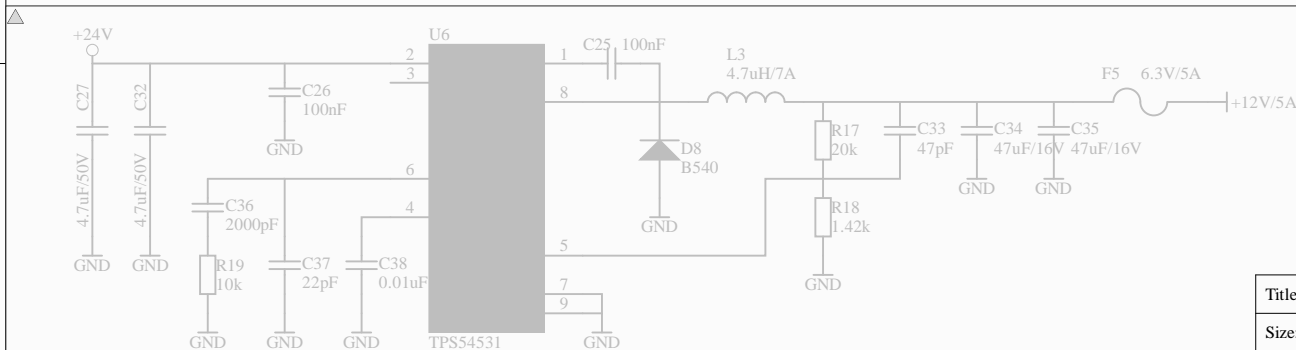 +24V
C27
4.7uF/50V
C32
4.7uF/50V
C26
100nF
GND
GND
GND
U6
2
3
6
4
TPS54531
1
8
5
7
9
C25 100nF
L3
4.7uH/7A
D8
B540
GND
R17
20k
R18
1.42k
GND
C33
47pF
C34
47uF/16V
GND
C35
47uF/16V
GND
F5 6.3V/5A
+12V/5A
C36
2000pF
R19
10k
GND
C37
22pF
GND
C38
0.01uF
GND
GND
Title
Size: